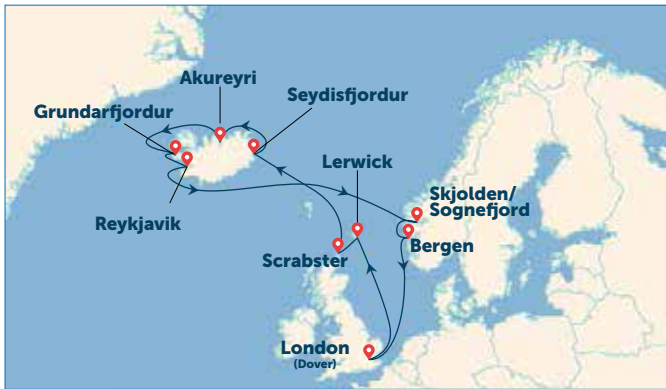 Akureyri
Seydisfjordur
Grundarfjordur
Lerwick
Skjolden/
Sognefjord
Reykjavik
Bergen
Scrabster
London
(Dover)